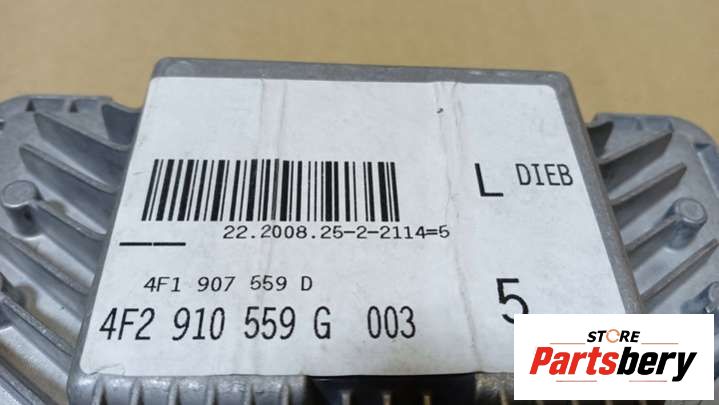 L DIEB
22.2008.25-2-2114=5
4F1 907 559 D
4F2 910 559 G 003
5
STORE
Partsbery